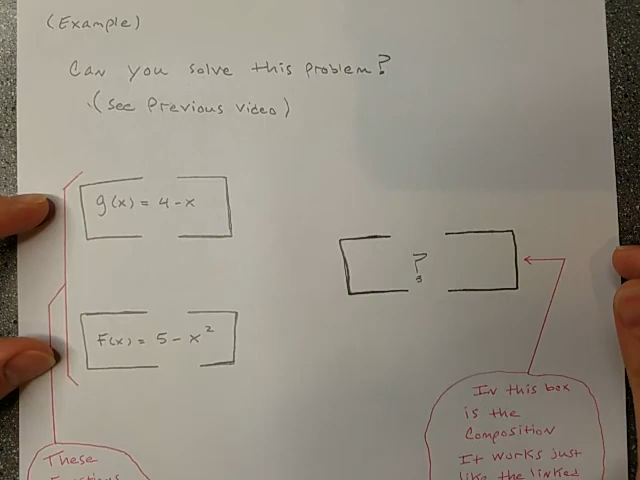 (Example)
Can you solve this problem?
(See Previous video)
g(x) = 4 - x
?
F(x) = 5 - x²
In this box
is the
Composition
It works just
like the linked
These